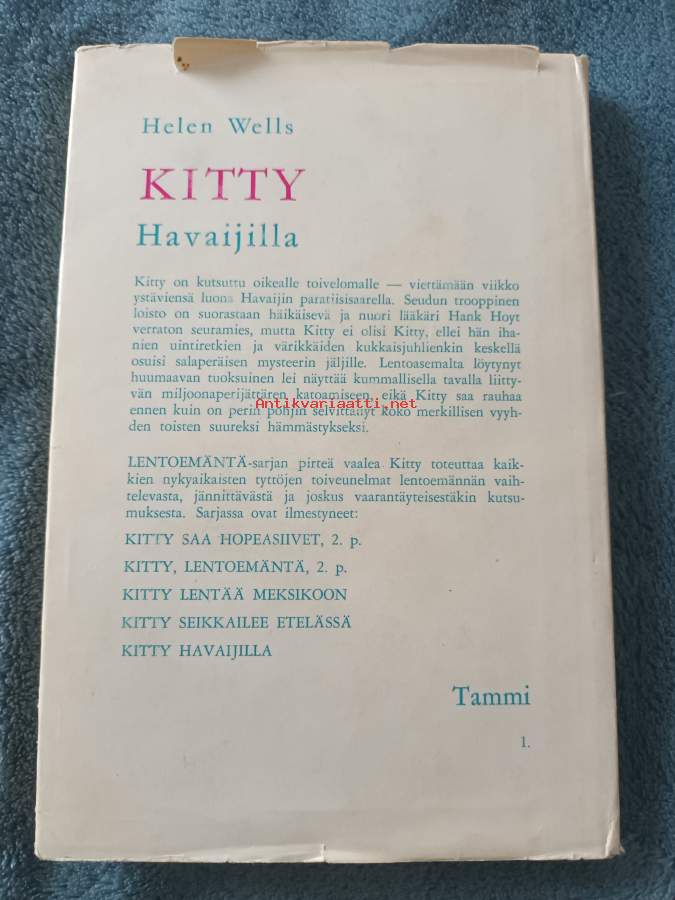 Helen Wells
KITTY
Havaijilla
Kitty on kutsuttu oikealle toivelomalle — viettämään viikko
ystäviensä luona Havaijin paratiisisaarella. Seudun trooppinen
loisto on suorastaan häikäisevä ja nuori lääkäri Hank Hoyt
verraton seuramies, mutta Kitty ei olisi Kitty, ellei hän iha-
nien uintiretkien ja värikkäiden kukkaisjuhlienkin keskellä
osuisi salaperäisen mysteerin jäljille. Lentoasemalta löytynyt
huumaavan tuoksuinen lei näyttää kummallisella tavalla liitty-
vän miljoonaperijättären katoamiseen, eikä Kitty saa rauhaa
Antikvariaatti.net
ennen kuin on perin pohjin selvittänyt koko merkillisen vyyh-
den toisten suureksi hämmästykseksi.
LENTOEMÄNTÄ-sarjan pirteä vaalea Kitty toteuttaa kaik-
kien nykyaikaisten tyttöjen toiveunelmat lentoemännän vaih-
televasta, jännittävästä ja joskus vaarantäyteisestäkin kutsu-
muksesta. Sarjassa ovat ilmestyneet:
KITTY SAA HOPEASIIVET, 2. p.
KITTY, LENTOEMÄNTÄ, 2. p.
KITTY LENTÄÄ MEKSIKOON
KITTY SEIKKAILEE ETELÄSSÄ
KITTY HAVAIJILLA
Tammi
1.